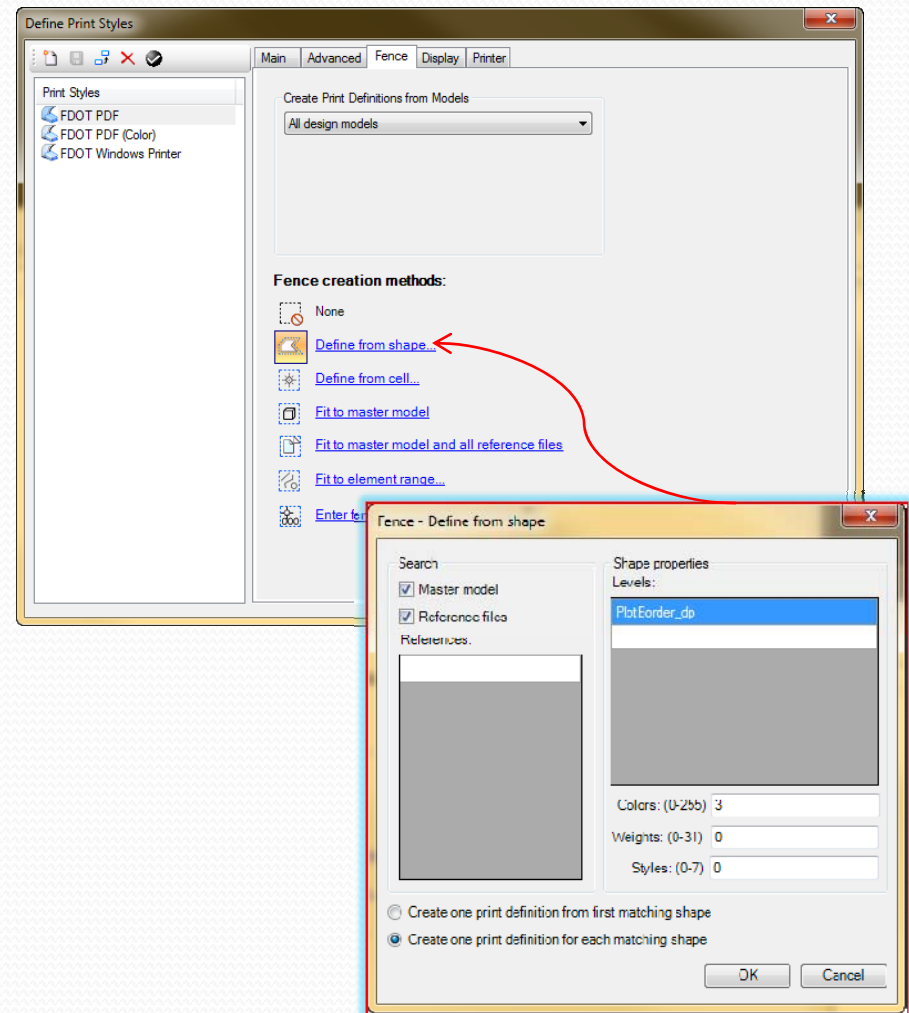 Define Print Styles
Main Advanced Fence Display Printer
Print Styles
FDOT PDF
FDOT PDF (Color)
FDOT Windows Printer
Create Print Definitions from Models
All design models
Fence creation methods:
None
Define from shape...
Define from cell...
Fit to master model
Fit to master model and all reference files
Fit to element range...
Enter fen
Fence - Define from shape
Search
Master model
Reference files
References:
Shape properties
Levels:
PlotBorder_dp
Colors: (0-255) 3
Weights: (0-31) 0
Styles: (0-7) 0
Create one print definition from first matching shape
Create one print definition for each matching shape
OK Cancel